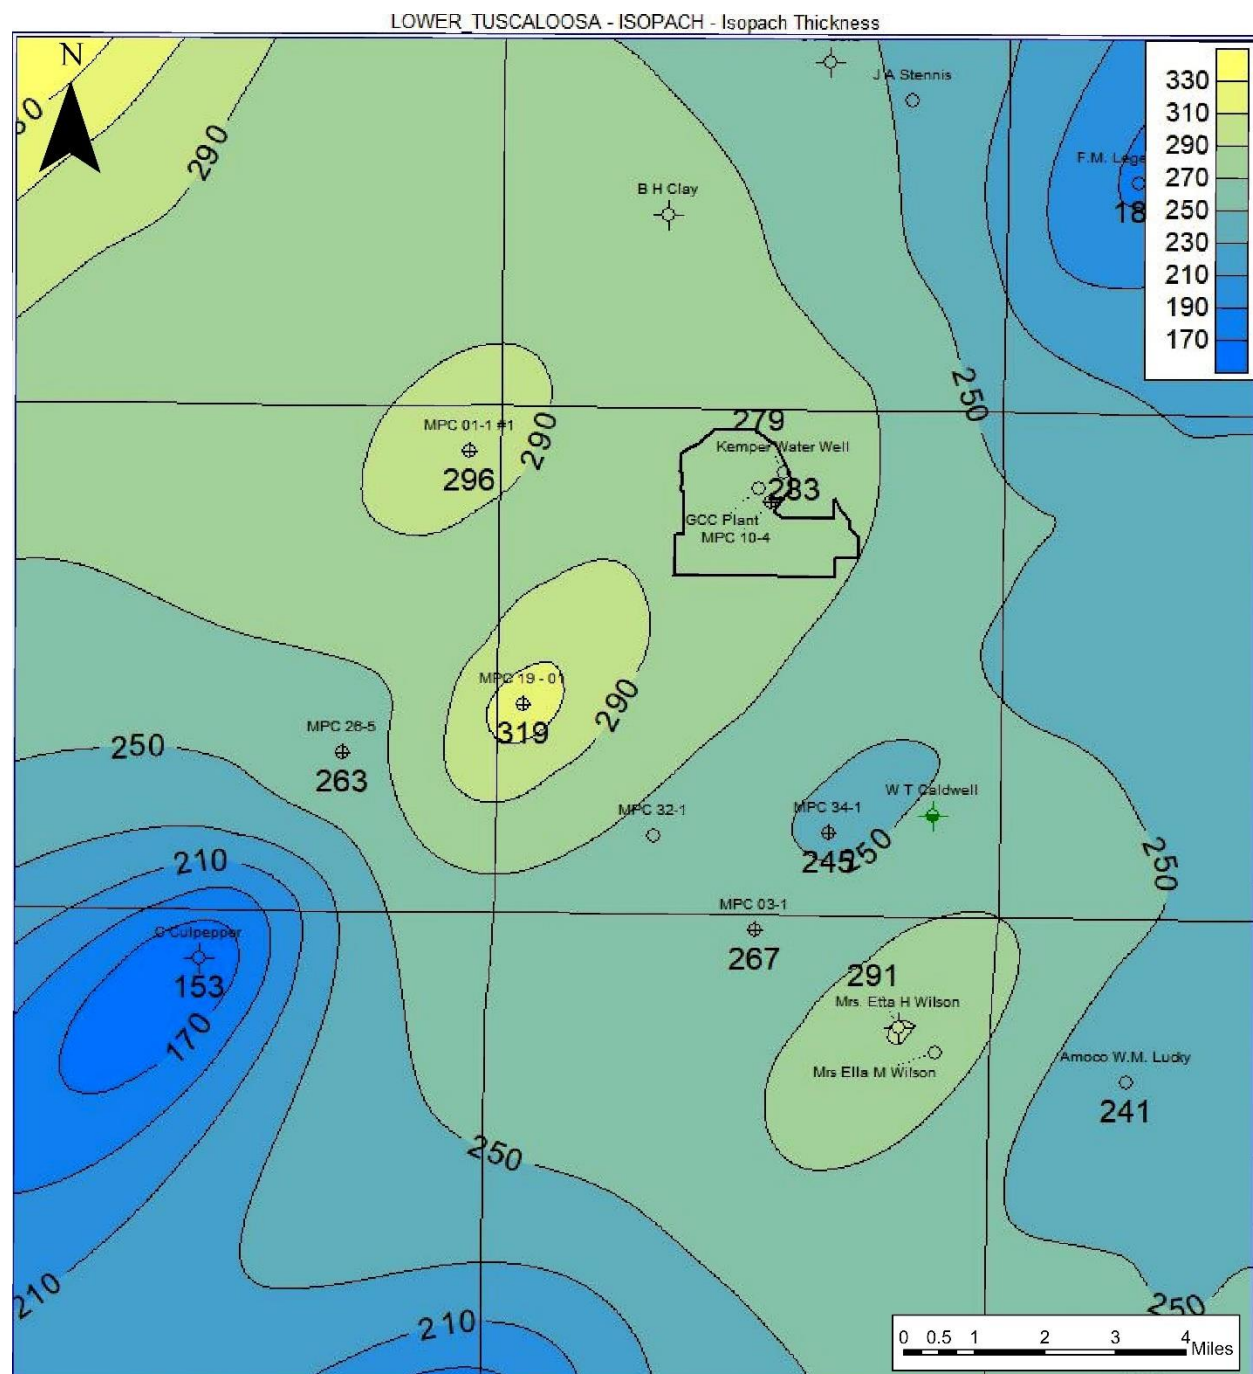 LOWER_TUSCALOOSA - ISOPACH - Isopach Thickness
N
J A Stennis
330
310
290
270
250
230
210
190
170
290
F.M.
B H Clay
250
MPC 01-1 #1
296
290
279
Kemper Water Well
283
GCC Plant
MPC 10-4
MPC 19 - 01
319
290
MPC 26-5
263
250
MPC 32-1
MPC 34-1
245
250
W T Caldwell
250
210
C Culpepper
153
170
MPC 03-1
267
291
Mrs. Etta H Wilson
Mrs Ella M Wilson
Amoco W.M. Lucky
241
250
210
210
250
0 0.5 1 2 3 4 Miles